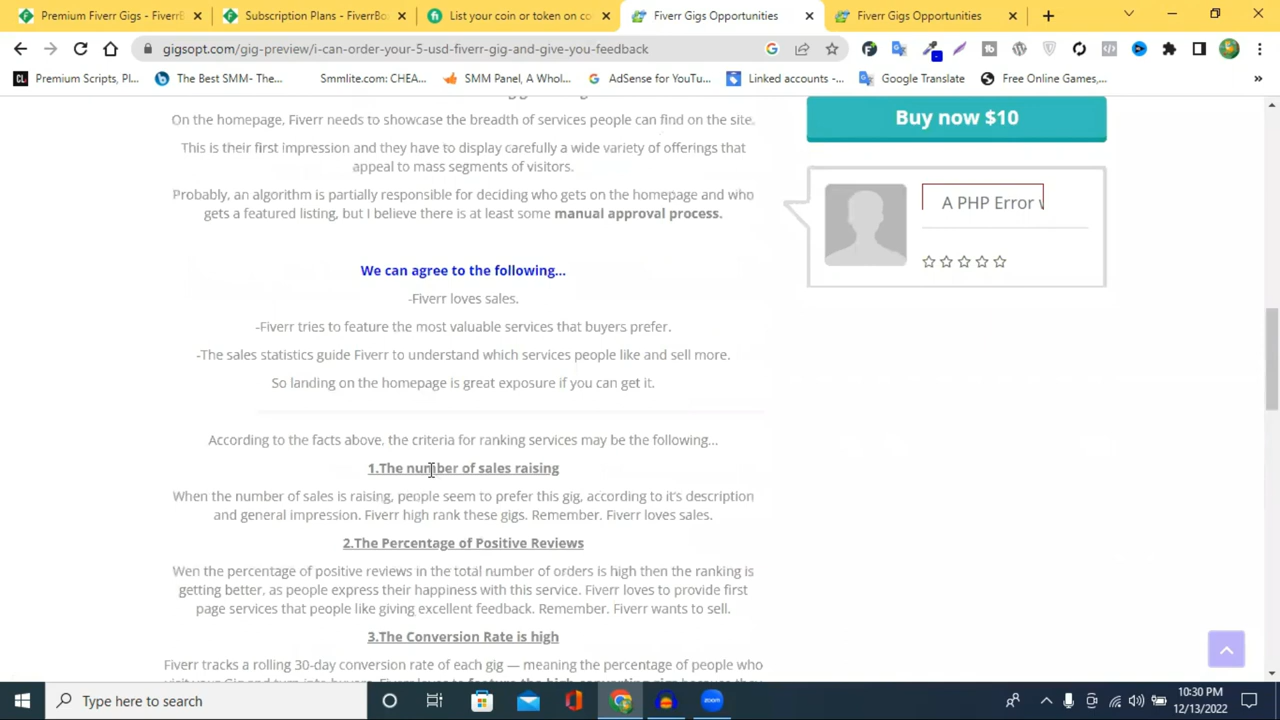 Premium Fiverr Gigs - FiverrB
Subscription Plans - FiverrBo
List your coin or token on co
Fiverr Gigs Opportunities
Fiverr Gigs Opportunities
gigsopt.com/gig-preview/i-can-order-your-5-usd-fiverr-gig-and-give-you-feedback
Premium Scripts, Pl...
The Best SMM- The...
Smmlite.com: CHEA...
SMM Panel, A Whol...
AdSense for YouTu...
Linked accounts -...
Google Translate
Free Online Games,...
On the homepage, Fiverr needs to showcase the breadth of services people can find on the site.
This is their first impression and they have to display carefully a wide variety of offerings that
appeal to mass segments of visitors.
Probably, an algorithm is partially responsible for deciding who gets on the homepage and who
gets a featured listing, but I believe there is at least some manual approval process.
We can agree to the following...
-Fiverr loves sales.
-Fiverr tries to feature the most valuable services that buyers prefer.
-The sales statistics guide Fiverr to understand which services people like and sell more.
So landing on the homepage is great exposure if you can get it.
According to the facts above, the criteria for ranking services may be the following...
1.The number of sales raising
When the number of sales is raising, people seem to prefer this gig, according to it's description
and general impression. Fiverr high rank these gigs. Remember. Fiverr loves sales.
2.The Percentage of Positive Reviews
Wen the percentage of positive reviews in the total number of orders is high then the ranking is
getting better, as people express their happiness with this service. Fiverr loves to provide first
page services that people like giving excellent feedback. Remember. Fiverr wants to sell.
3.The Conversion Rate is high
Fiverr tracks a rolling 30-day conversion rate of each gig — meaning the percentage of people who
Buy now $10
A PHP Error w
Type here to search
zoom
10:30 PM
12/13/2022